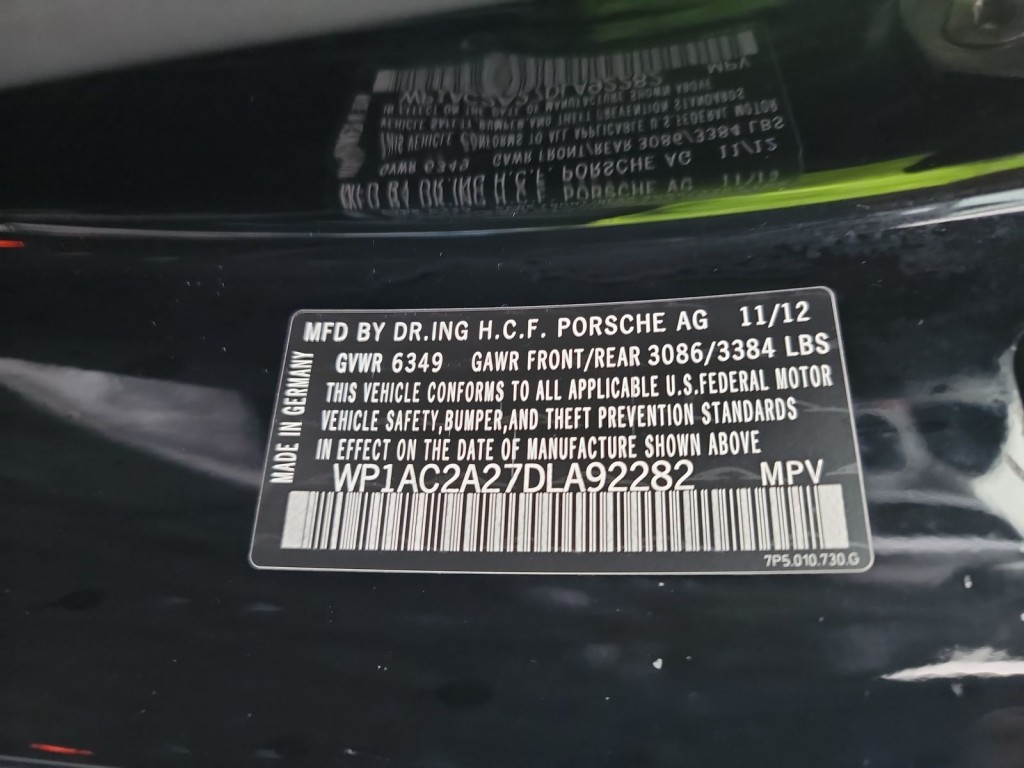 MFD BY DR.ING H.C.F. PORSCHE AG 11/12
GVWR 6349 GAWR FRONT/REAR 3086/3384 LBS
THIS VEHICLE CONFORMS TO ALL APPLICABLE U.S.FEDERAL MOTOR
VEHICLE SAFETY,BUMPER,AND THEFT PREVENTION STANDARDS
IN EFFECT ON THE DATE OF MANUFACTURE SHOWN ABOVE
WP1AC2A27DLA92282 MPV
MADE IN GERMANY
7P5.010.730.G